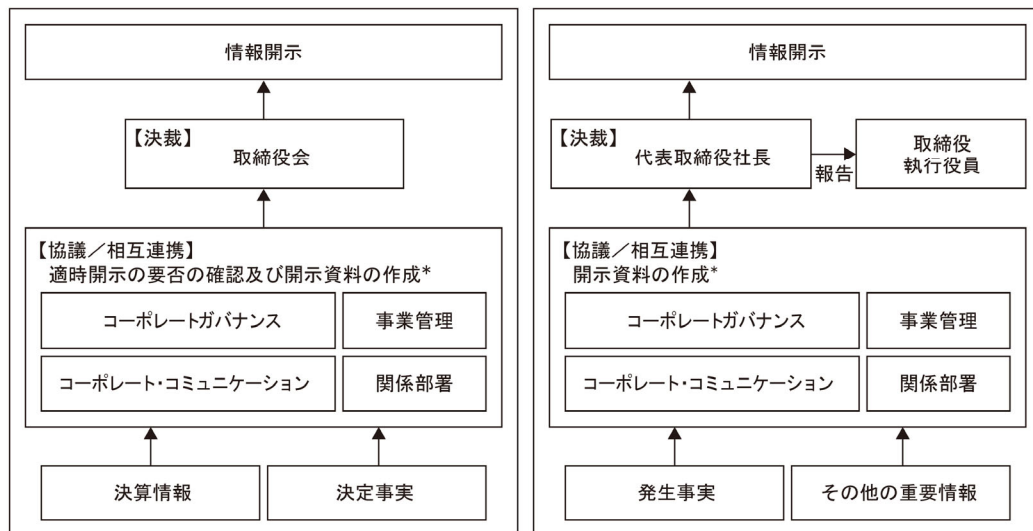 情報開示
【決裁】
取締役会
【協議／相互連携】
適時開示の要否の確認及び開示資料の作成*
コーポレートガバナンス
事業管理
コーポレート・コミュニケーション
関係部署
決算情報
決定事実
情報開示
【決裁】
代表取締役社長
報告
取締役
執行役員
【協議／相互連携】
開示資料の作成*
コーポレートガバナンス
事業管理
コーポレート・コミュニケーション
関係部署
発生事実
その他の重要情報